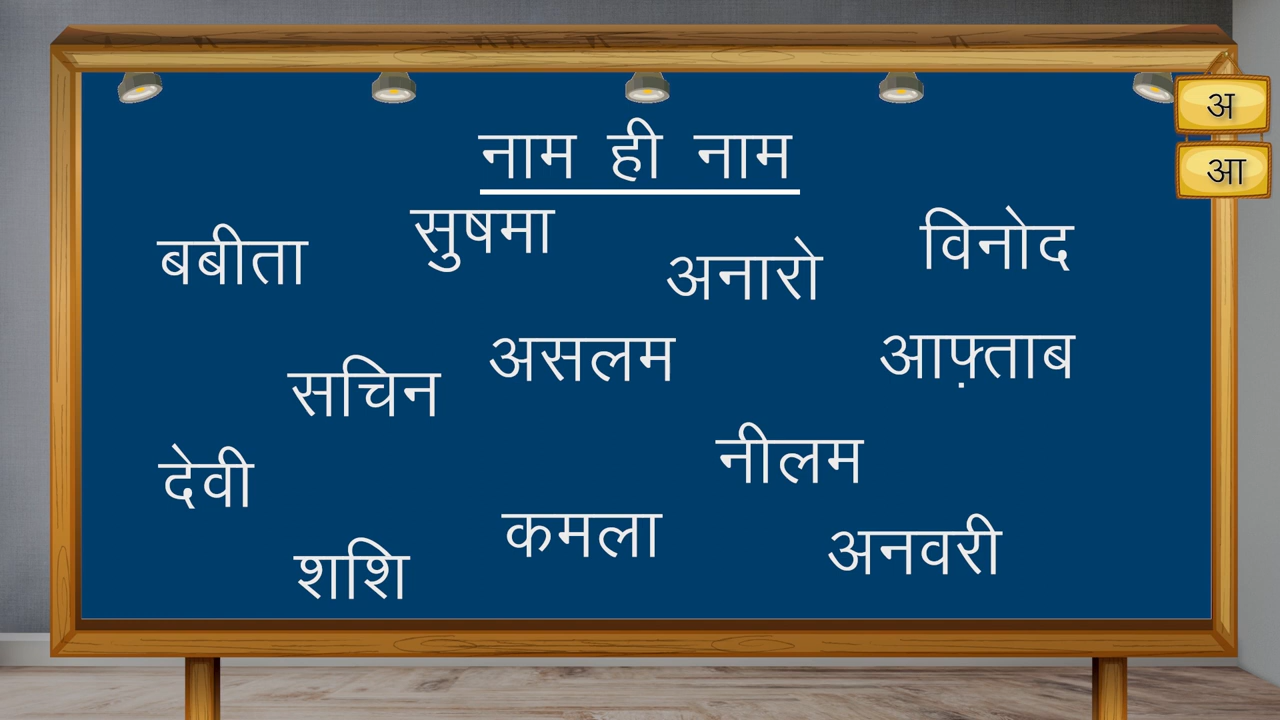 नाम ही नाम
बबीता
सुषमा
अनारो
विनोद
सचिन
असलम
आफ़्ताब
देवी
नीलम
शशि
कमला
अनवरी
अ
आ